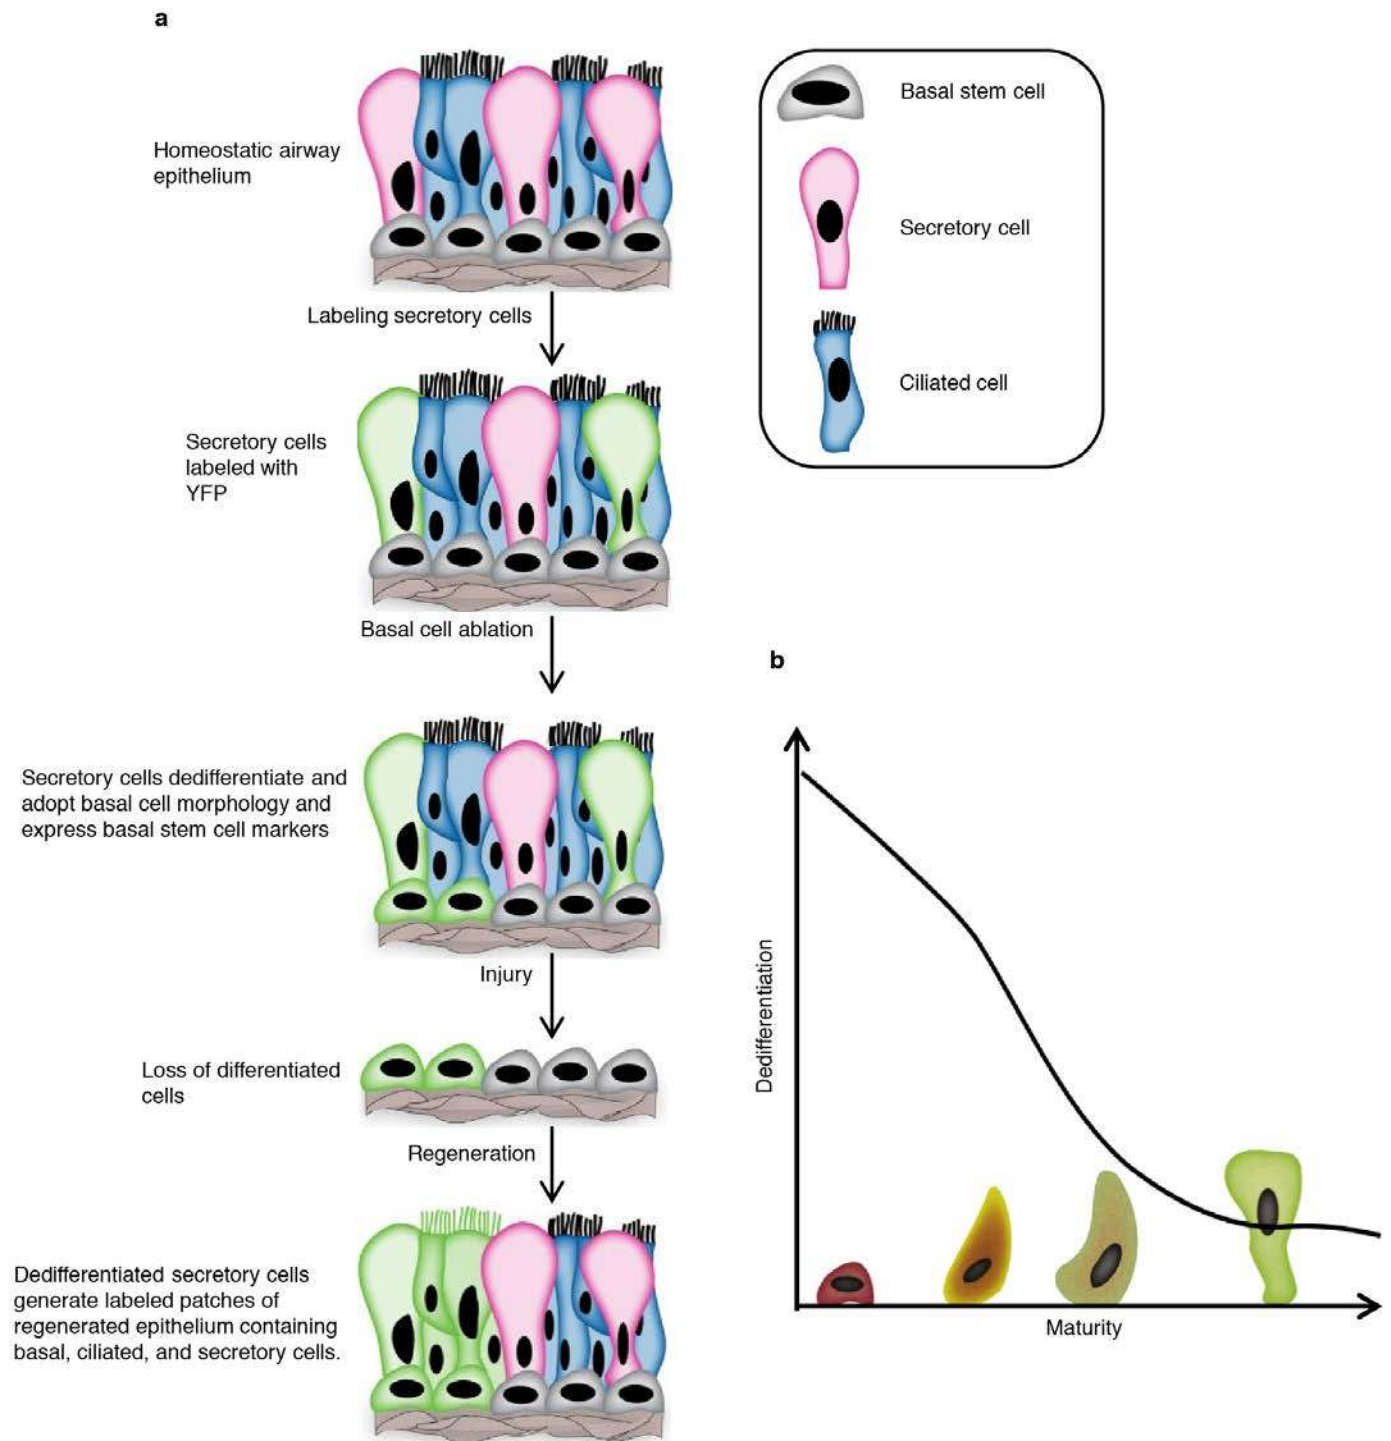 a
Homeostatic airway
epithelium
Labeling secretory cells
Secretory cells
labeled with
YFP
Basal cell ablation
Secretory cells dedifferentiate and
adopt basal cell morphology and
express basal stem cell markers
Injury
Loss of differentiated
cells
Regeneration
Dedifferentiated secretory cells
generate labeled patches of
regenerated epithelium containing
basal, ciliated, and secretory cells.
Basal stem cell
Secretory cell
Ciliated cell
b
Dedifferentiation
Maturity